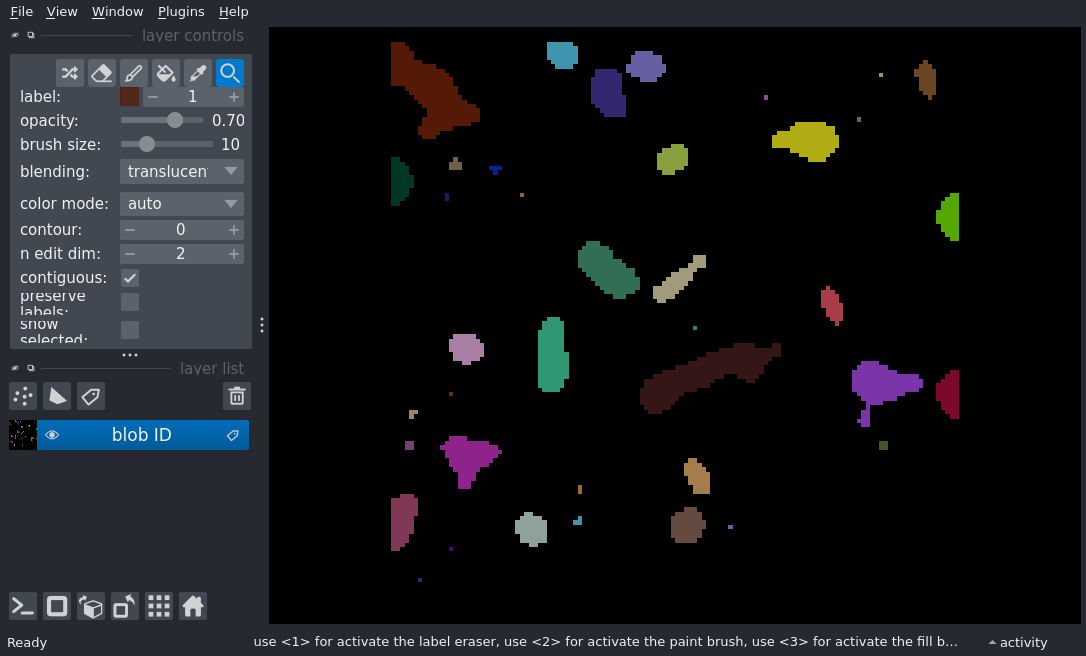 File View Window Plugins Help
layer controls
label: 1
opacity: 0.70
brush size: 10
blending: translucen
color mode: auto
contour: 0
n edit dim: 2
contiguous:
preserve
labels:
show
selected:
layer list
blob ID
Ready use <1> for activate the label eraser, use <2> for activate the paint brush, use <3> for activate the fill b... activity